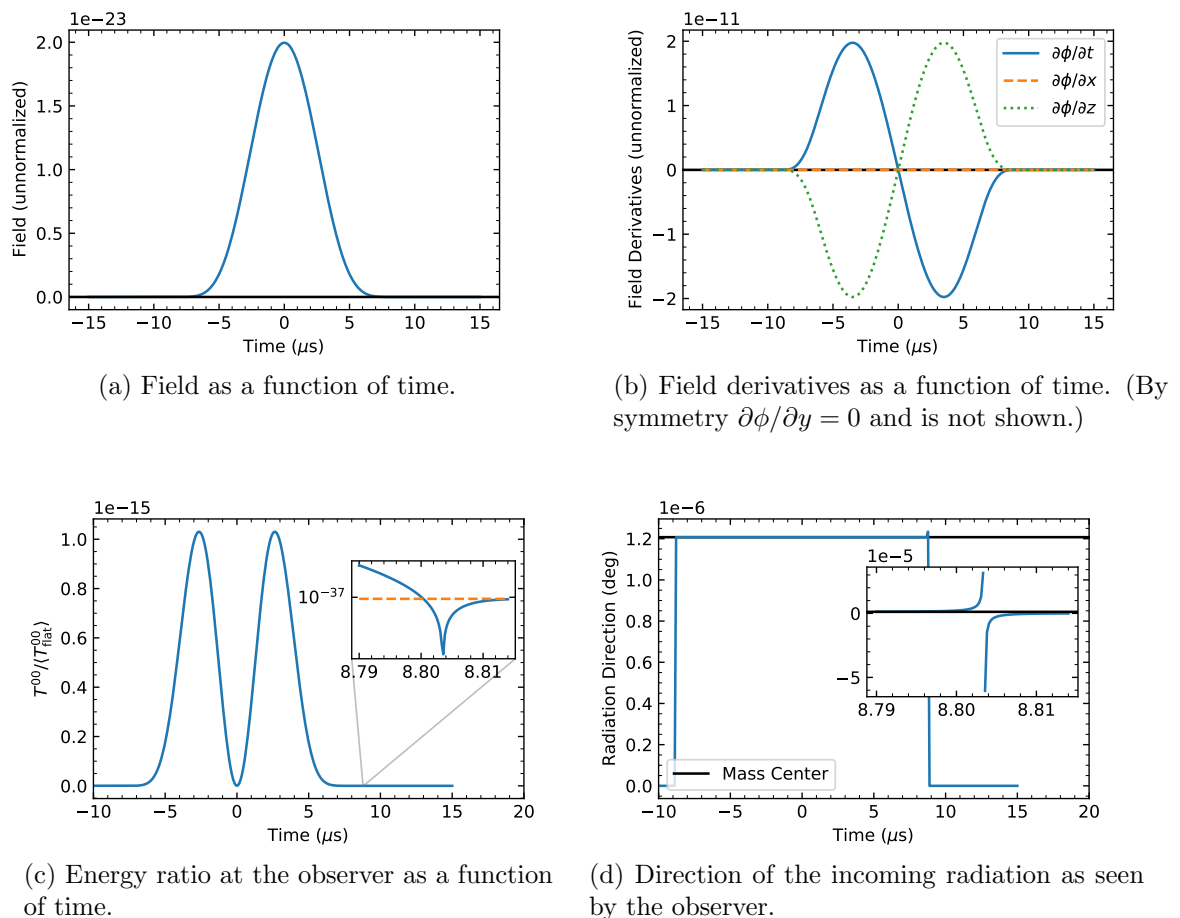 1e−23
Field (unnormalized)
2.0
1.5
1.0
0.5
0.0
−15 −10 −5 0 5 10 15
Time (μs)
(a) Field as a function of time.
1e−11
Field Derivatives (unnormalized)
2
1
0
−1
−2
∂ϕ/∂t
∂ϕ/∂x
∂ϕ/∂z
−15 −10 −5 0 5 10 15
Time (μs)
(b) Field derivatives as a function of time. (By
symmetry ∂ϕ/∂y = 0 and is not shown.)
1e−15
T⁰⁰/⟨T⁰⁰_flat⟩
1.0
0.8
0.6
0.4
0.2
0.0
10⁻³⁷
8.79 8.80 8.81
−10 −5 0 5 10 15 20
Time (μs)
(c) Energy ratio at the observer as a function
of time.
1e−6
Radiation Direction (deg)
1.2
1.0
0.8
0.6
0.4
0.2
0.0
1e−5
0
−5
8.79 8.80 8.81
Mass Center
−10 −5 0 5 10 15 20
Time (μs)
(d) Direction of the incoming radiation as seen
by the observer.